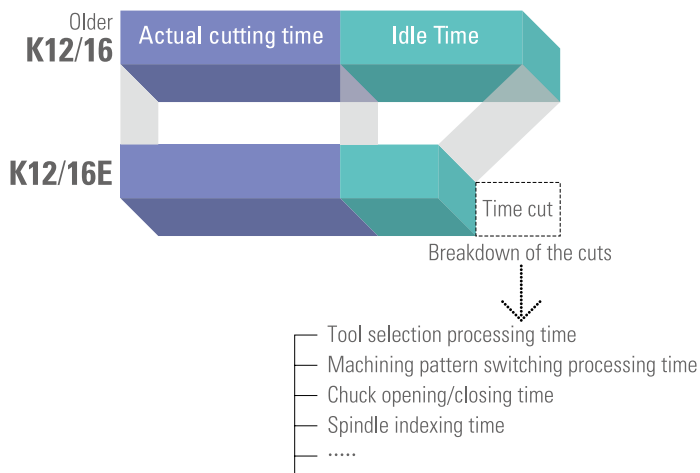 Older
K12/16
Actual cutting time
Idle Time
K12/16E
Time cut
Breakdown of the cuts
Tool selection processing time
Machining pattern switching processing time
Chuck opening/closing time
Spindle indexing time
.....